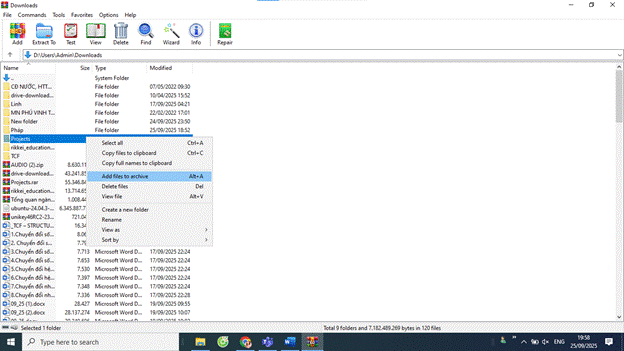 Downloads
File Commands Tools Favorites Options Help
Add Extract To Test View Delete Find Wizard Info Repair
D:\Users\Admin\Downloads
Name Size Type Modified
.. System Folder
CĐ NƯỚC, HTT... File folder 07/05/2022 09:30
drive-download... File folder 10/04/2025 15:52
Linh File folder 17/09/2025 04:21
MN PHÚ VINH T... File folder 22/02/2022 17:01
New folder File folder 24/09/2025 23:50
Pháp File folder 25/09/2025 18:52
Projects
rikkei_education...
TCF
AUDIO (2).zip 8.630.11
drive-download... 43.241.85
Projects.rar 55.346.84
rikkei_education... 13.714.65
Tổng quan ngân... 1.008.44
ubuntu-24.04.3-... 6.345.887.7
unikey46RC2-23... 721.04
_TCF – STRUCTU... 16.34
1.Chuyển đổi số... 8.06
2. Chuyển đổi s... 7.79
3.Chuyển đổi số... 7.713 Microsoft Word D... 17/09/2025 22:24
4.Chuyển đổi số... 7.653 Microsoft Word D... 17/09/2025 22:24
5.Chuyển đổi hệ... 7.530 Microsoft Word D... 17/09/2025 22:24
6.Chuyển đổi hệ... 7.397 Microsoft Word D... 17/09/2025 22:24
7.Chuyển đổi nh... 7.348 Microsoft Word D... 17/09/2025 22:24
8.Chuyển đổi nh... 7.336 Microsoft Word D... 17/09/2025 22:28
09_25 (1).docx 28.427 Microsoft Word D... 19/09/2025 09:55
09_25 (2).docx 28.137.274 Microsoft Word D... 19/09/2025 10:07
Select all Ctrl+A
Copy files to clipboard Ctrl+C
Copy full names to clipboard
Add files to archive Alt+A
Delete files Del
View file Alt+V
Create a new folder
Rename
View as
Sort by
Selected 1 folder Total 9 folders and 7.182.489.269 bytes in 120 files
Type here to search ENG 19:58
25/09/2025